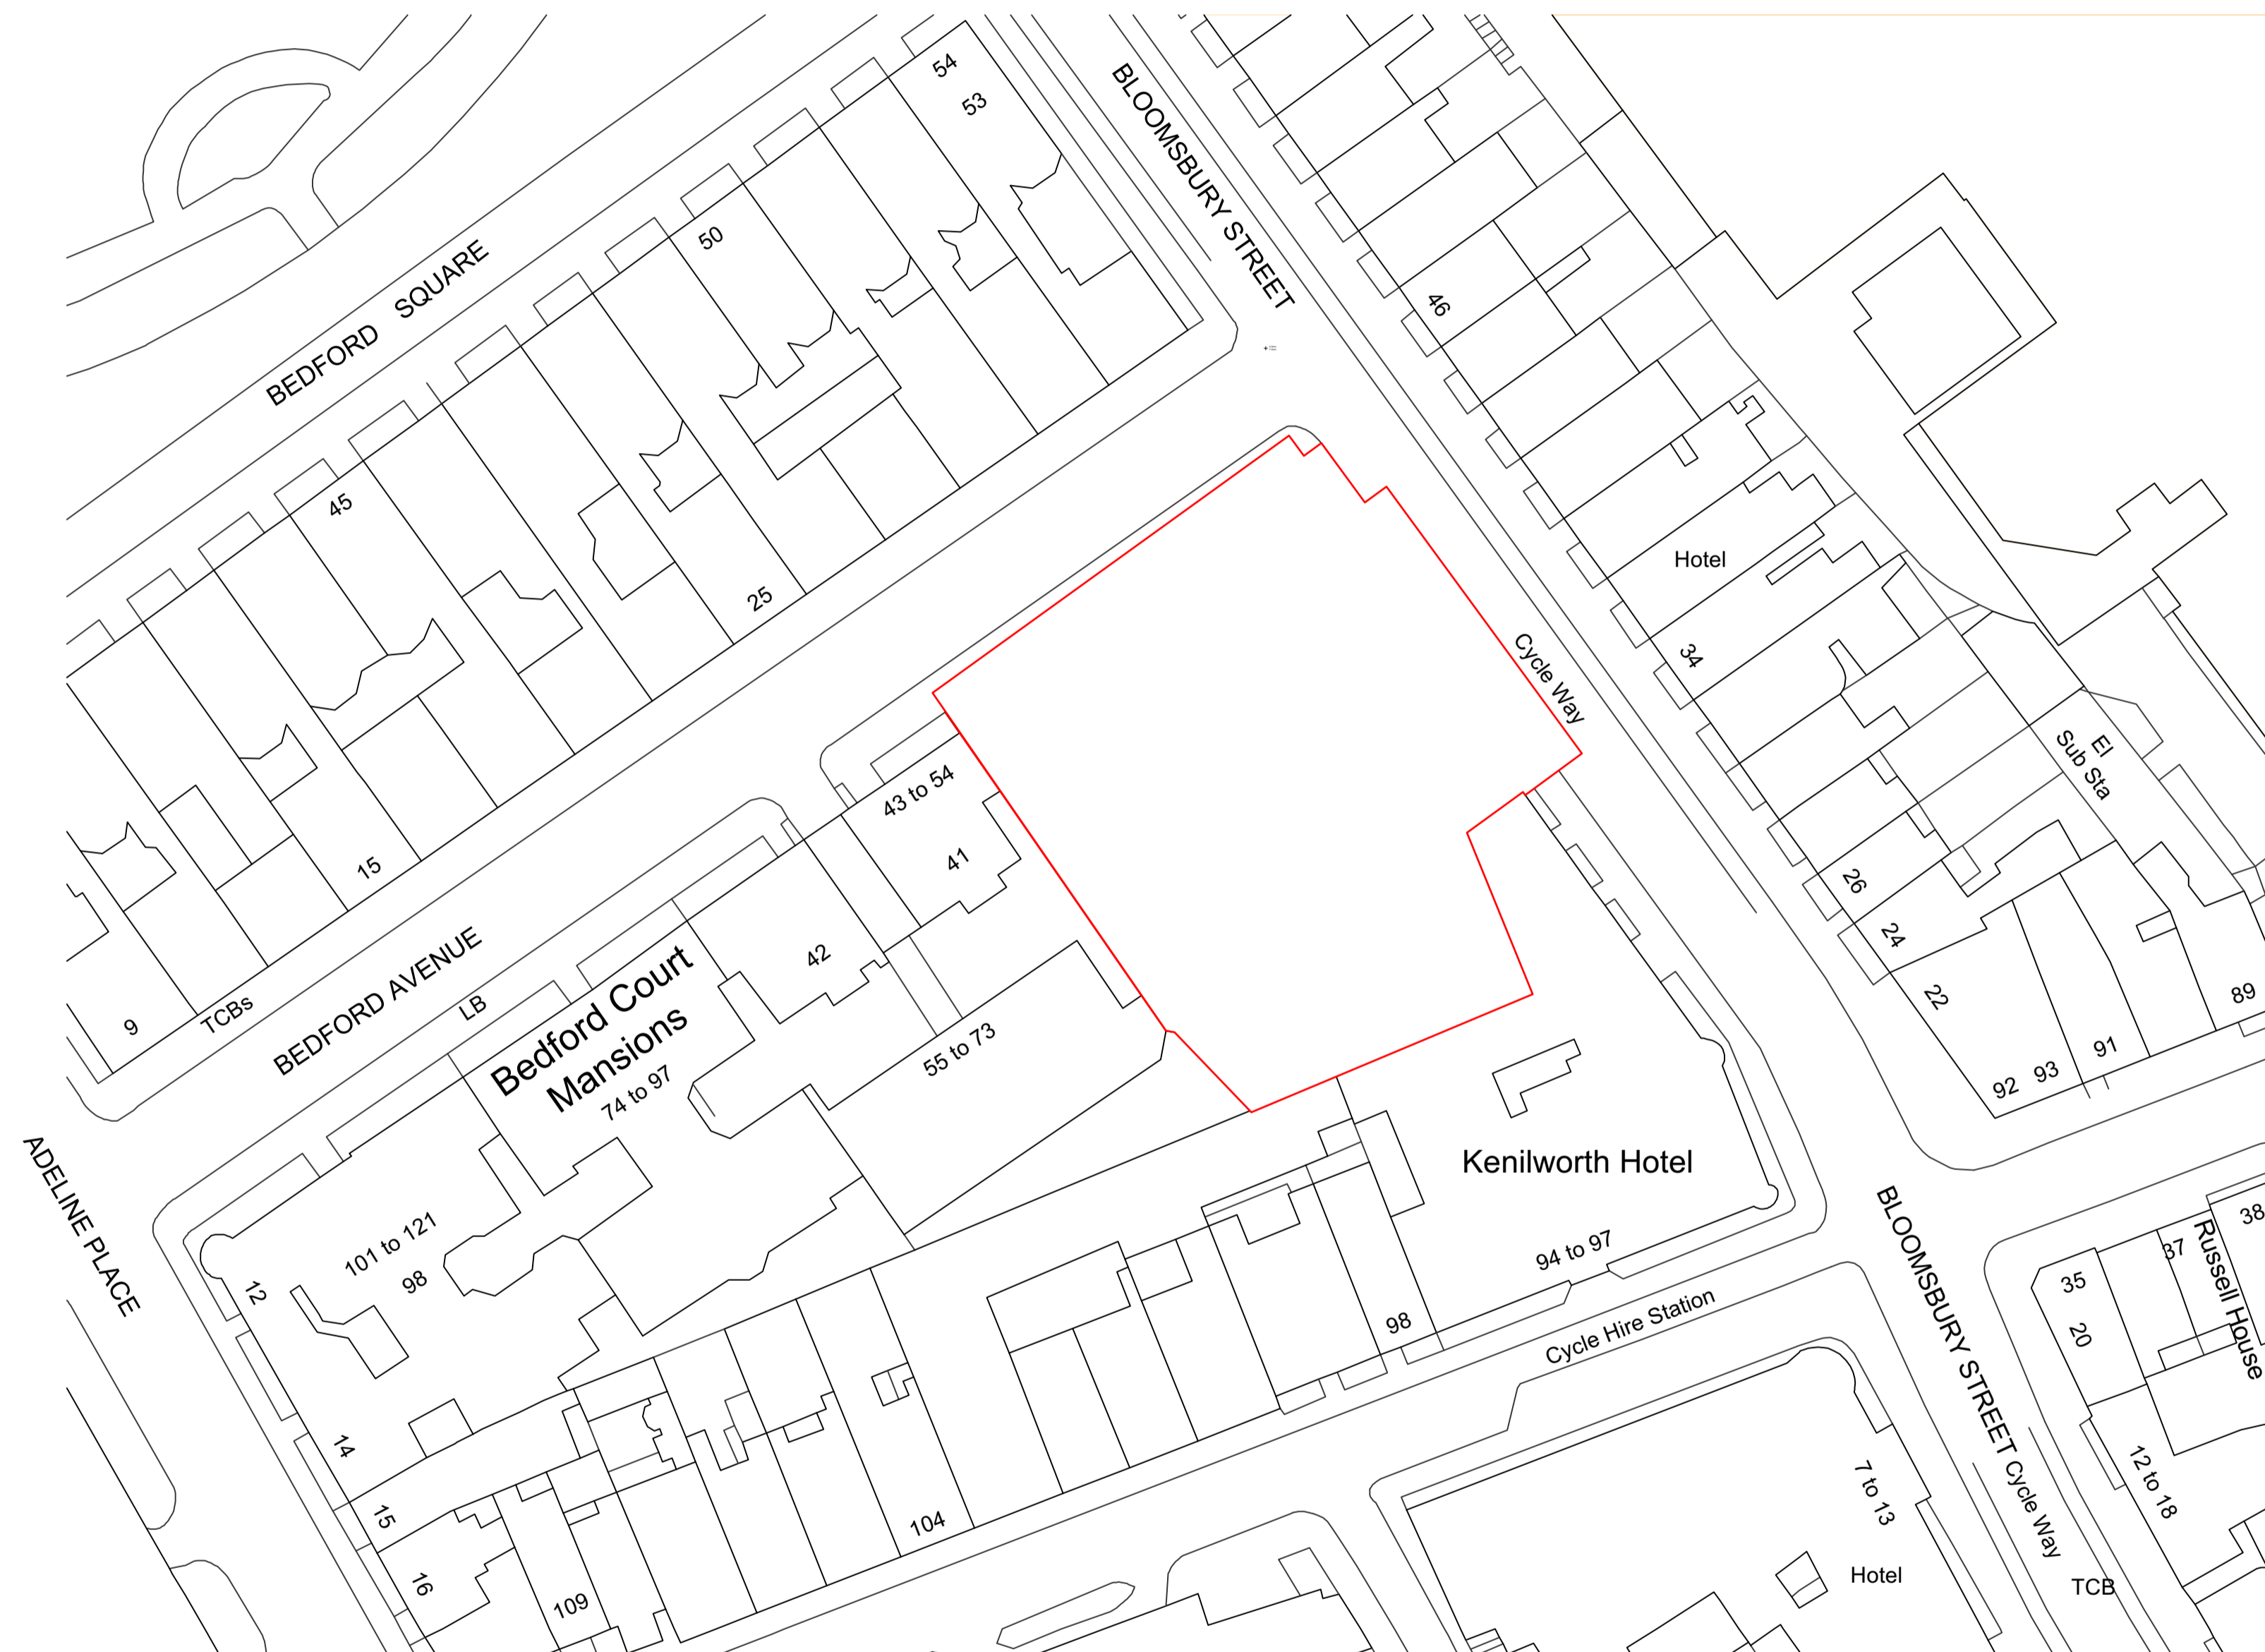 54
53
BLOOMSBURY STREET
50
BEDFORD SQUARE
46
45
Hotel
25
34
Cycle Way
El
Sub Sta
43 to 54
41
15
26
24
42
22
89
BEDFORD AVENUE
LB
TCBs
9
Bedford Court
Mansions
74 to 97
55 to 73
92
93
91
ADELINE PLACE
Kenilworth Hotel
101 to 121
98
12
94 to 97
BLOOMSBURY STREET
38
37
Russell House
35
20
98
Cycle Hire Station
14
15
104
16
109
7 to 13
Hotel
Cycle Way
12 to 18
TCB